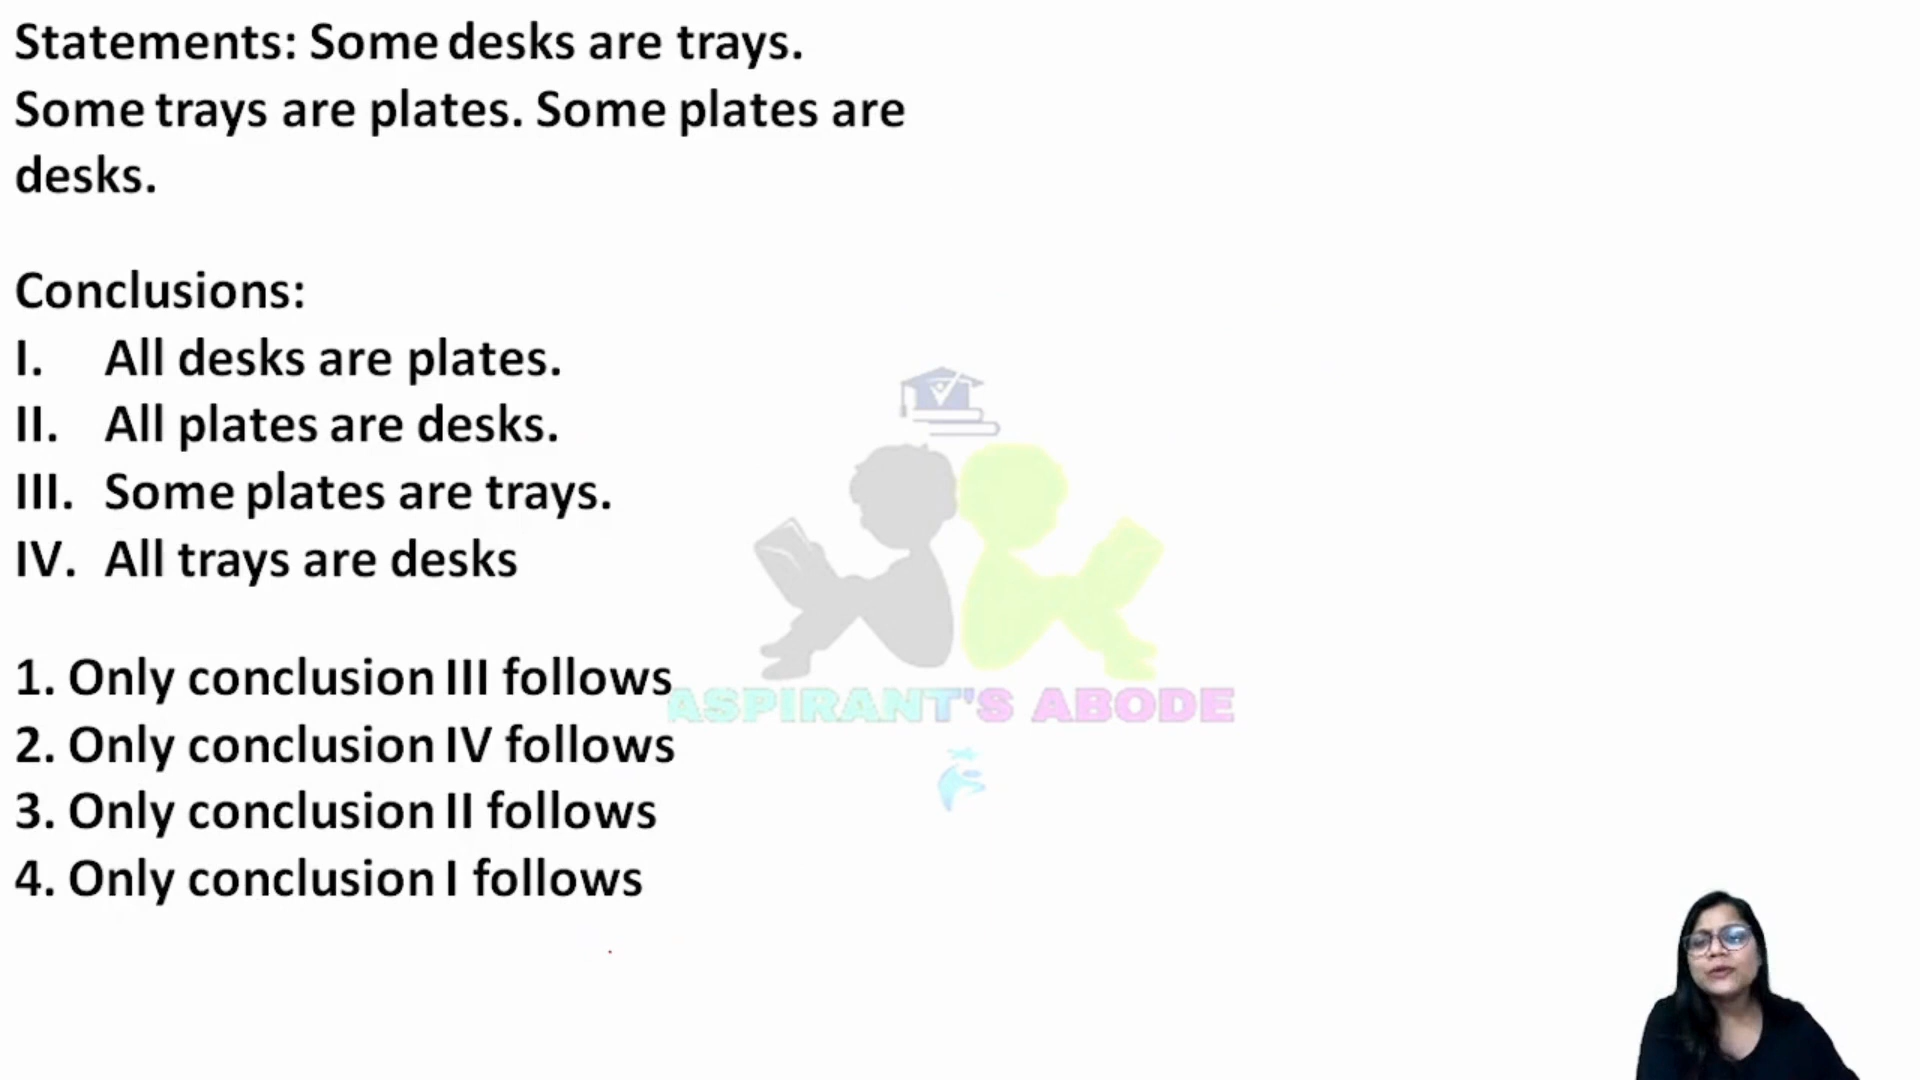 Statements: Some desks are trays.
Some trays are plates. Some plates are
desks.
Conclusions:
I. All desks are plates.
II. All plates are desks.
III. Some plates are trays.
IV. All trays are desks
1. Only conclusion III follows
2. Only conclusion IV follows
3. Only conclusion II follows
4. Only conclusion I follows
ASPIRANT'S ABODE